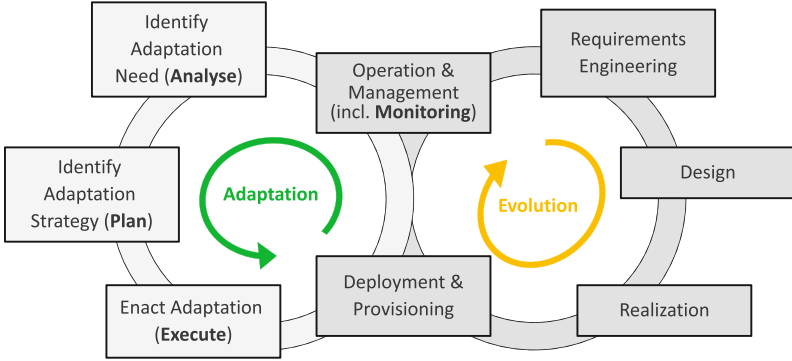 Identify
Adaptation
Need (Analyse)
Operation &
Management
(incl. Monitoring)
Requirements
Engineering
Identify
Adaptation
Strategy (Plan)
Adaptation
Evolution
Design
Enact Adaptation
(Execute)
Deployment &
Provisioning
Realization